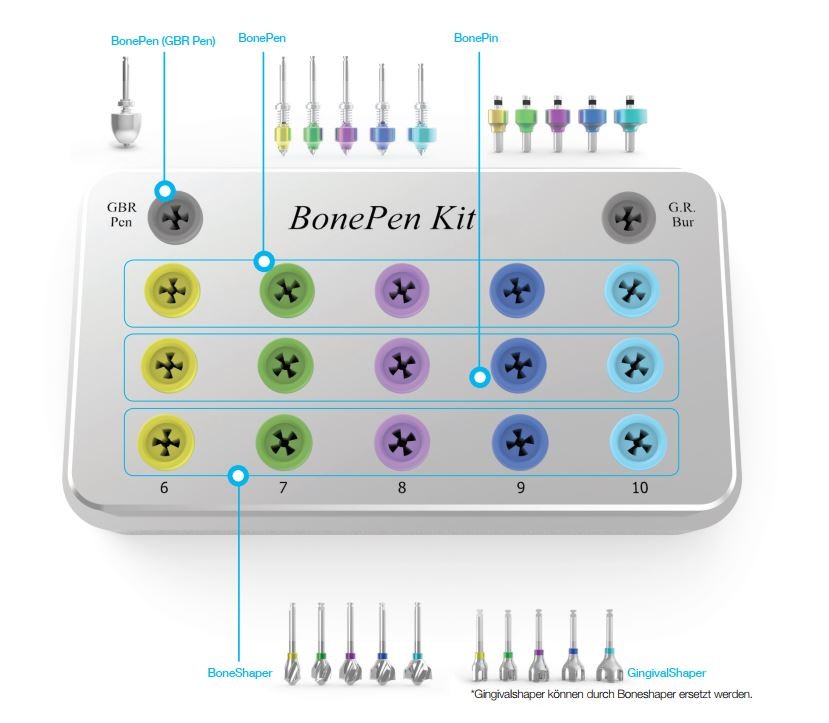 BonePen (GBR Pen)
BonePen
BonePin
GBR
Pen
BonePen Kit
G.R.
Bur
6
7
8
9
10
BoneShaper
GingivalShaper
*Gingivalshaper können durch Boneshaper ersetzt werden.